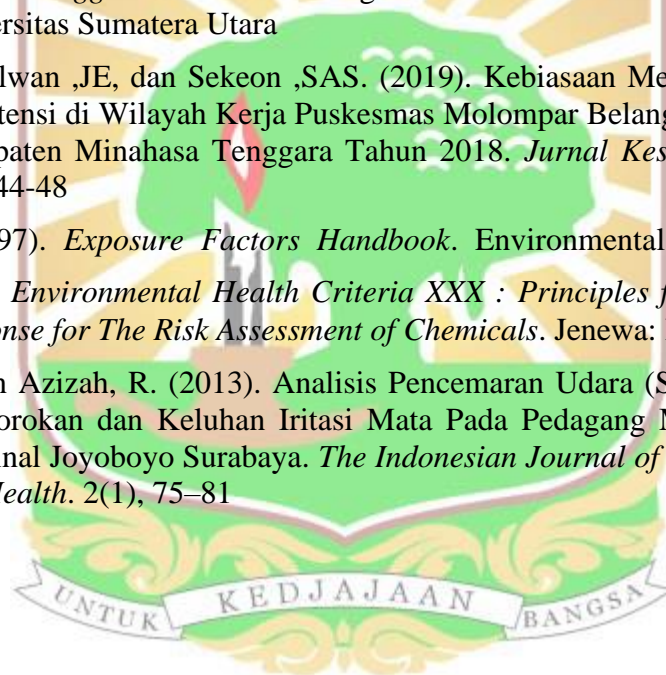 ersitas Sumatera Utara
lwan ,JE, dan Sekeon ,SAS. (2019). Kebiasaan Me
tensi di Wilayah Kerja Puskesmas Molompar Belang
paten Minahasa Tenggara Tahun 2018. Jurnal Kes
44-48
97). Exposure Factors Handbook. Environmental
Environmental Health Criteria XXX : Principles f
onse for The Risk Assessment of Chemicals. Jenewa:
n Azizah, R. (2013). Analisis Pencemaran Udara (S
orokan dan Keluhan Iritasi Mata Pada Pedagang M
inal Joyoboyo Surabaya. The Indonesian Journal of
Health. 2(1), 75–81
UNTUK KEDJAJAAN BANGSA